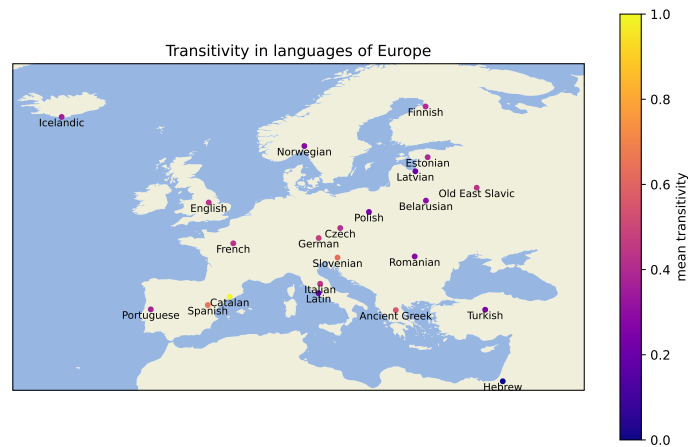 Transitivity in languages of Europe
Icelandic
Finnish
Norwegian
Estonian
Latvian
Old East Slavic
English
Belarusian
Polish
Czech
German
French
Slovenian
Romanian
Italian
Latin
Catalan
Spanish
Portuguese
Ancient Greek
Turkish
Hebrew
1.0
0.8
0.6
0.4
0.2
0.0
mean transitivity